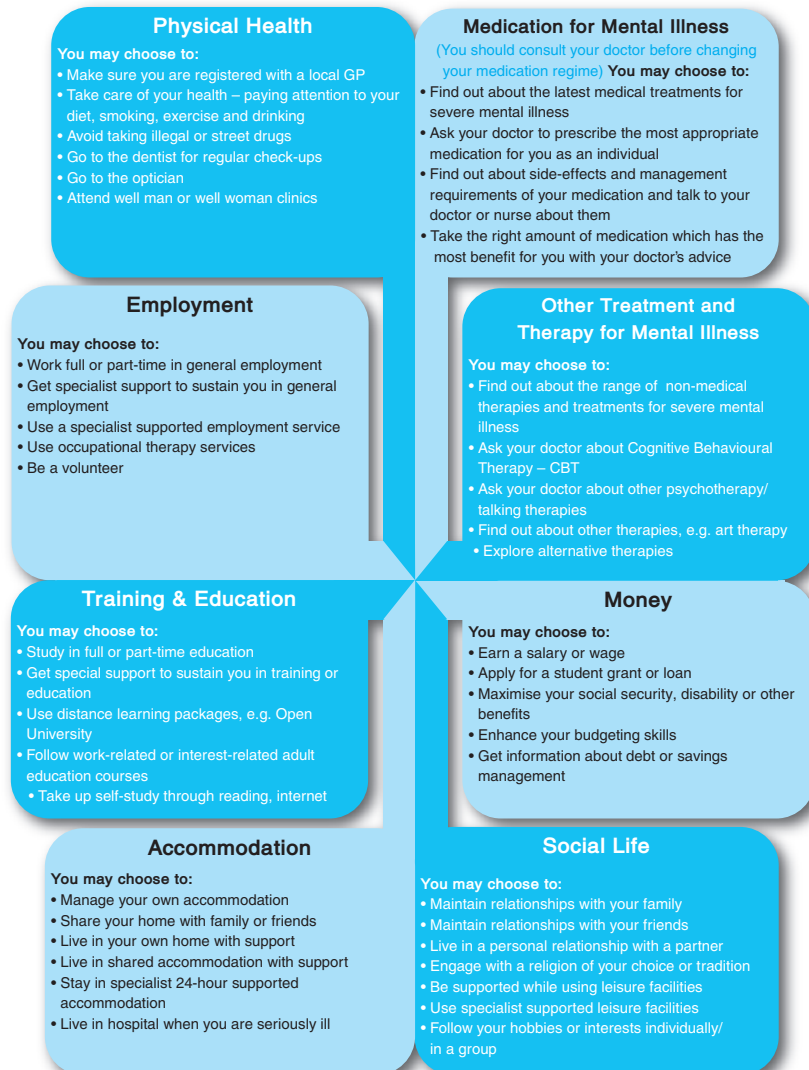 Physical Health
You may choose to:
• Make sure you are registered with a local GP
• Take care of your health – paying attention to your
diet, smoking, exercise and drinking
• Avoid taking illegal or street drugs
• Go to the dentist for regular check-ups
• Go to the optician
• Attend well man or well woman clinics
Medication for Mental Illness
(You should consult your doctor before changing
your medication regime) You may choose to:
• Find out about the latest medical treatments for
severe mental illness
• Ask your doctor to prescribe the most appropriate
medication for you as an individual
• Find out about side-effects and management
requirements of your medication and talk to your
doctor or nurse about them
• Take the right amount of medication which has the
most benefit for you with your doctor's advice
Employment
You may choose to:
• Work full or part-time in general employment
• Get specialist support to sustain you in general
employment
• Use a specialist supported employment service
• Use occupational therapy services
• Be a volunteer
Other Treatment and
Therapy for Mental Illness
You may choose to:
• Find out about the range of non-medical
therapies and treatments for severe mental
illness
• Ask your doctor about Cognitive Behavioural
Therapy – CBT
• Ask your doctor about other psychotherapy/
talking therapies
• Find out about other therapies, e.g. art therapy
• Explore alternative therapies
Training & Education
You may choose to:
• Study in full or part-time education
• Get special support to sustain you in training or
education
• Use distance learning packages, e.g. Open
University
• Follow work-related or interest-related adult
education courses
• Take up self-study through reading, internet
Money
You may choose to:
• Earn a salary or wage
• Apply for a student grant or loan
• Maximise your social security, disability or other
benefits
• Enhance your budgeting skills
• Get information about debt or savings
management
Accommodation
You may choose to:
• Manage your own accommodation
• Share your home with family or friends
• Live in your own home with support
• Live in shared accommodation with support
• Stay in specialist 24-hour supported
accommodation
• Live in hospital when you are seriously ill
Social Life
You may choose to:
• Maintain relationships with your family
• Maintain relationships with your friends
• Live in a personal relationship with a partner
• Engage with a religion of your choice or tradition
• Be supported while using leisure facilities
• Use specialist supported leisure facilities
• Follow your hobbies or interests individually/
in a group